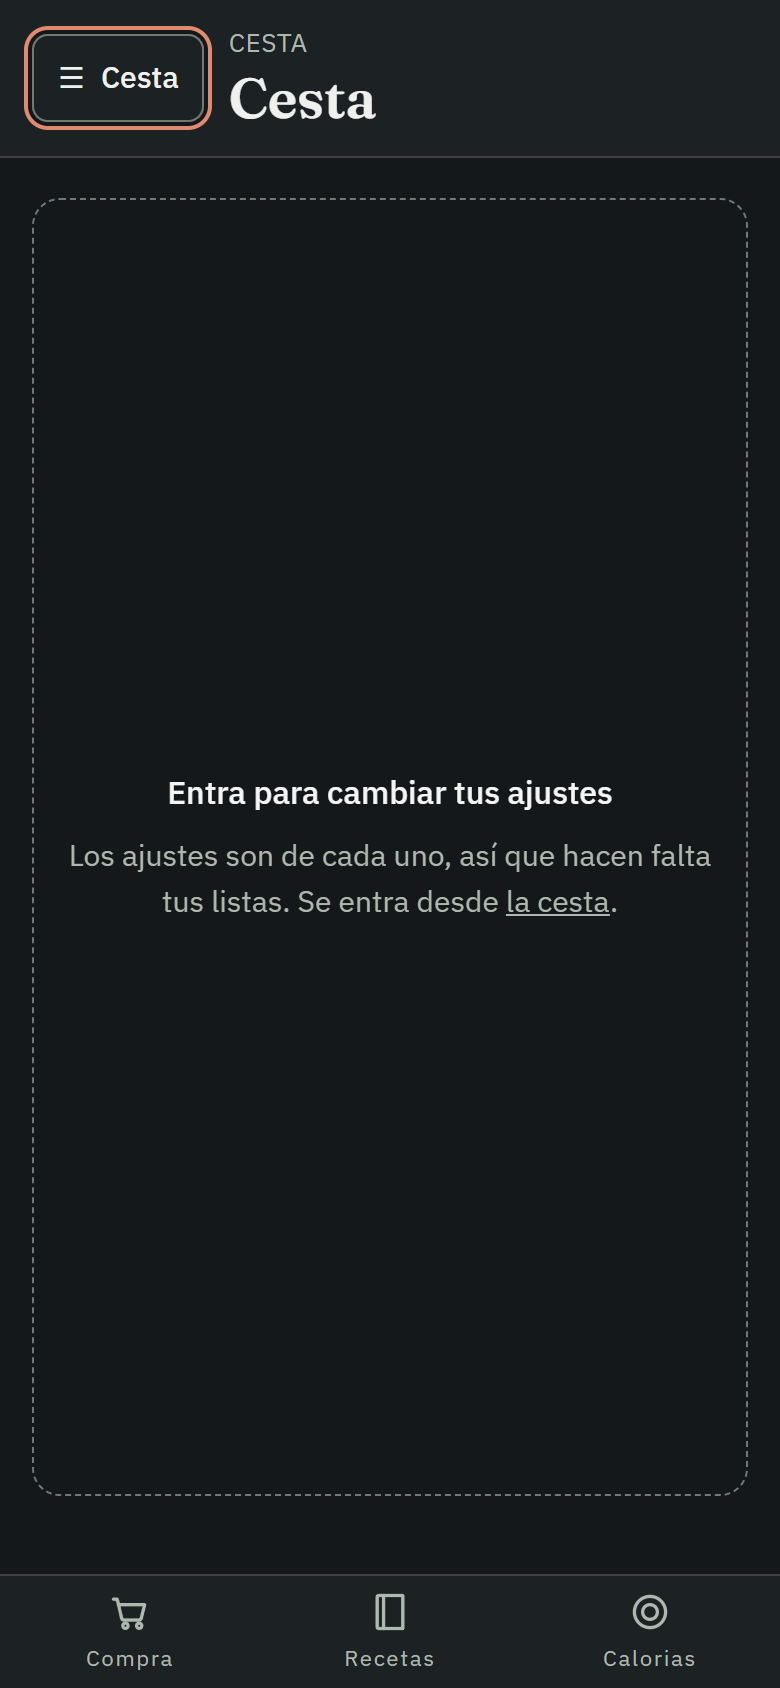 ☰ Cesta
CESTA
Cesta
Entra para cambiar tus ajustes
Los ajustes son de cada uno, así que hacen falta
tus listas. Se entra desde la cesta.
Compra
Recetas
Calorias